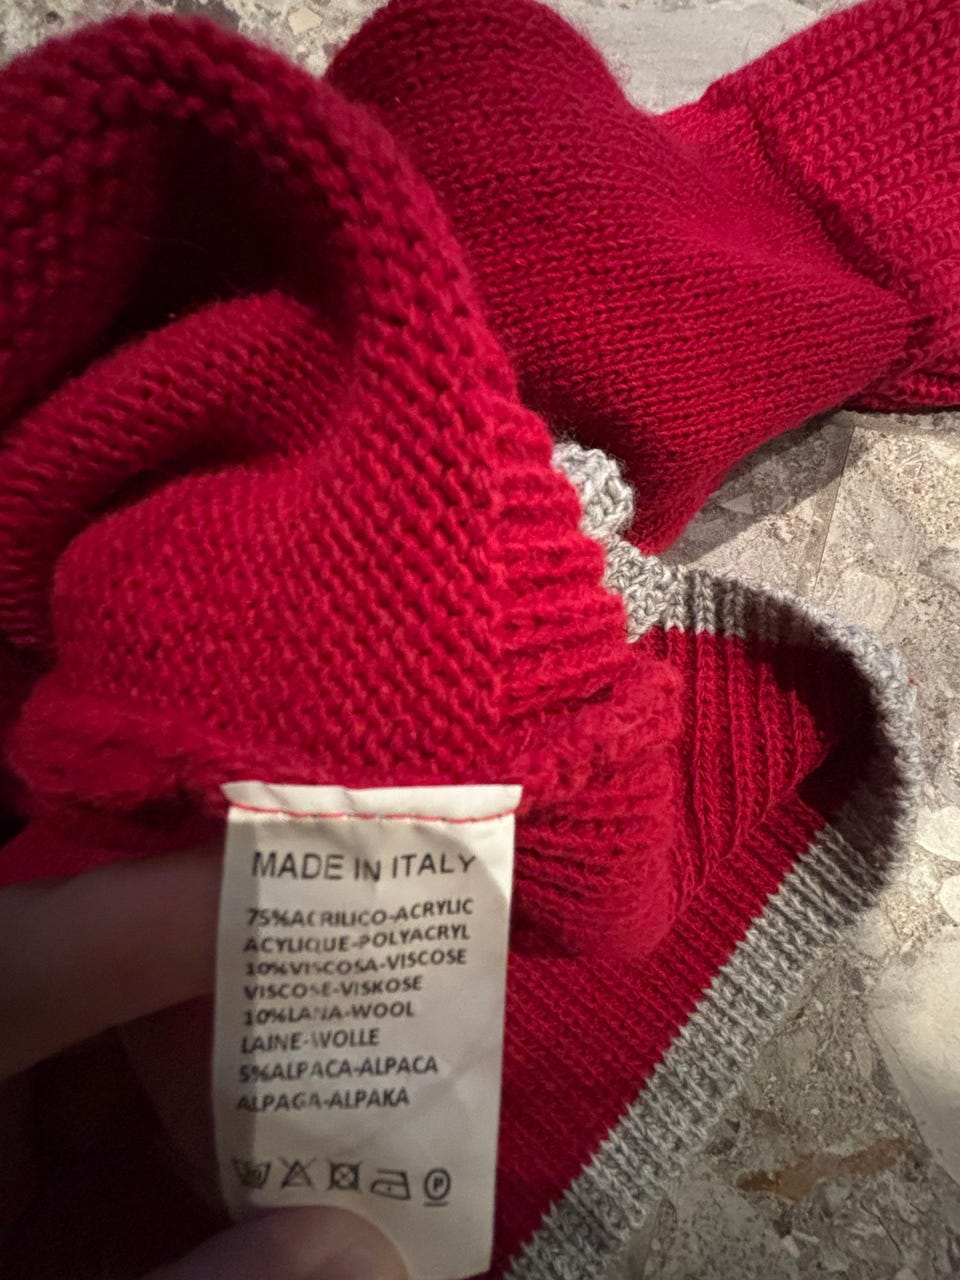 MADE IN ITALY
75%ACRILICO-ACRYLIC
ACYLIQUE-POLYACRYL
10%VISCOSA-VISCOSE
VISCOSE-VISKOSE
10%LANA-WOOL
LAINE-WOLLE
5%ALPACA-ALPACA
ALPAGA-ALPAKA
P